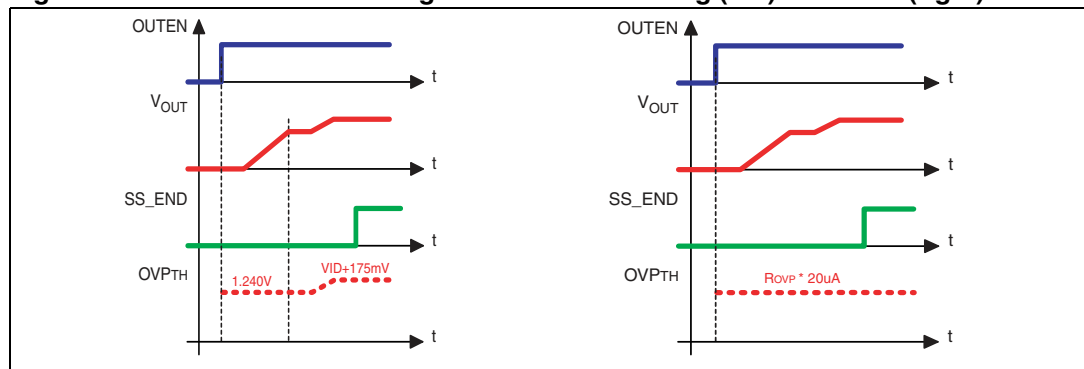 OUTEN
t
VOUT
t
SS_END
t
OVPTH
1.240V
VID+175mV
t
OUTEN
t
VOUT
t
SS_END
t
ROVP * 20uA
OVPTH
t